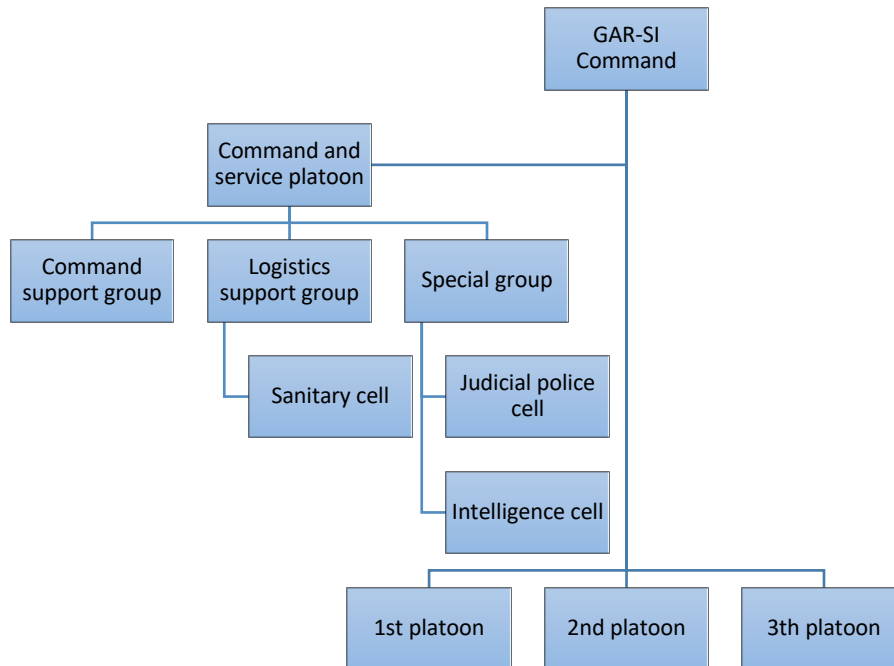 GAR-SI
Command
Command and
service platoon
Command
support group
Logistics
support group
Special group
Sanitary cell
Judicial police
cell
Intelligence cell
1st platoon
2nd platoon
3th platoon